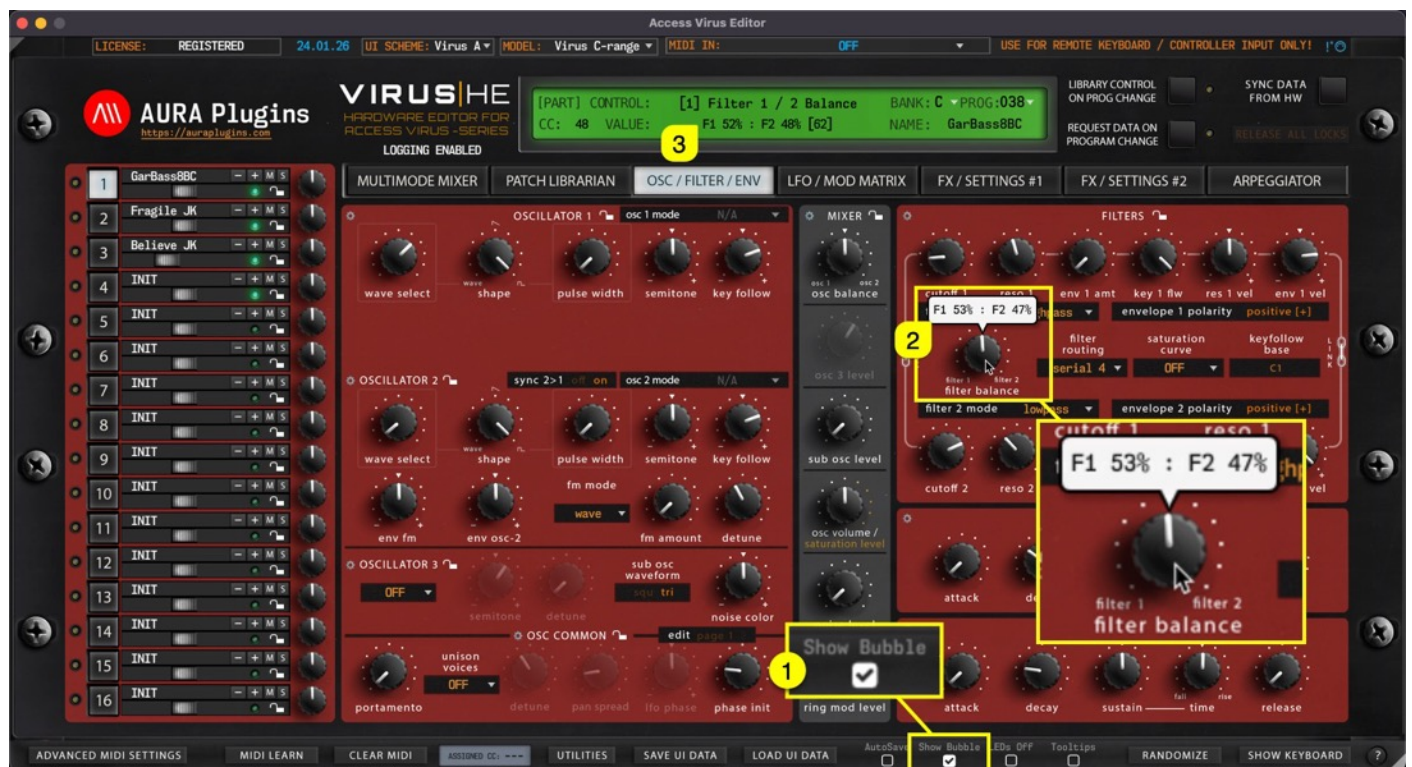 Access Virus Editor
LICENSE: REGISTERED 24.01.26 UI SCHEME: Virus A MODEL: Virus C-range MIDI IN: OFF USE FOR REMOTE KEYBOARD / CONTROLLER INPUT ONLY!
AURA Plugins
https://auraplugins.com
VIRUS|HE
HARDWARE EDITOR FOR
ACCESS VIRUS -SERIES
LOGGING ENABLED
[PART] CONTROL: [1] Filter 1 / 2 Balance BANK: C PROG:038
CC: 48 VALUE: F1 52% : F2 48% [62] NAME: GarBass8BC
3
LIBRARY CONTROL
ON PROG CHANGE
SYNC DATA
FROM HW
REQUEST DATA ON
PROGRAM CHANGE
RELEASE ALL LOCKS
MULTIMODE MIXER PATCH LIBRARIAN OSC / FILTER / ENV LFO / MOD MATRIX FX / SETTINGS #1 FX / SETTINGS #2 ARPEGGIATOR
1 GarBass8BC - + M S
2 Fragile JK - + M S
3 Believe JK - + M S
4 INIT - + M S
5 INIT - + M S
6 INIT - + M S
7 INIT - + M S
8 INIT - + M S
9 INIT - + M S
10 INIT - + M S
11 INIT - + M S
12 INIT - + M S
13 INIT - + M S
14 INIT - + M S
15 INIT - + M S
16 INIT - + M S
OSCILLATOR 1 osc 1 mode N/A
wave select wave shape pulse width semitone key follow
OSCILLATOR 2 sync 2>1 off on osc 2 mode N/A
wave select wave shape pulse width semitone key follow
fm mode
wave
env fm env osc-2 fm amount detune
OSCILLATOR 3
OFF
semitone detune
sub osc
waveform
squ tri
noise color
OSC COMMON edit page 1
unison
voices
OFF
portamento detune pan spread lfo phase phase init
MIXER
osc 1 osc 2
osc balance
osc 3 level
sub osc level
osc volume /
saturation level
ring mod level
FILTERS
cutoff 1 reso 1 env 1 amt key 1 flw res 1 vel env 1 vel
envelope 1 polarity positive [+]
2
F1 53% : F2 47%
filter 1 filter 2
filter balance
filter
routing
serial 4
saturation
curve
OFF
keyfollow
base
C1
LINK
filter 2 mode lowpass envelope 2 polarity positive [+]
cutoff 2 reso 2 vel
cutoff 1 reso 1
F1 53% : F2 47%
filter 1 filter 2
filter balance
attack
attack decay sustain fall rise time release
1
Show Bubble
ADVANCED MIDI SETTINGS MIDI LEARN CLEAR MIDI ASSIGNED CC: --- UTILITIES SAVE UI DATA LOAD UI DATA AutoSave Show Bubble LEDs Off Tooltips RANDOMIZE SHOW KEYBOARD ?